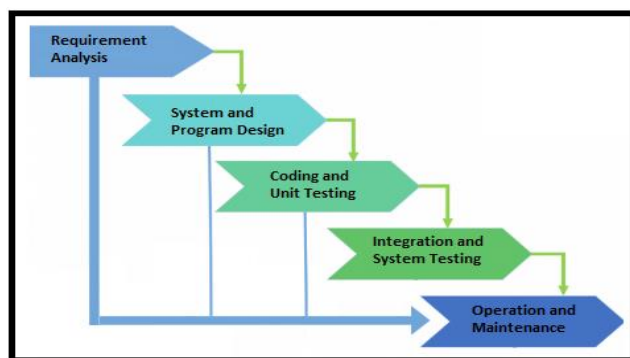 Requirement
Analysis
System and
Program Design
Coding and
Unit Testing
Integration and
System Testing
Operation and
Maintenance